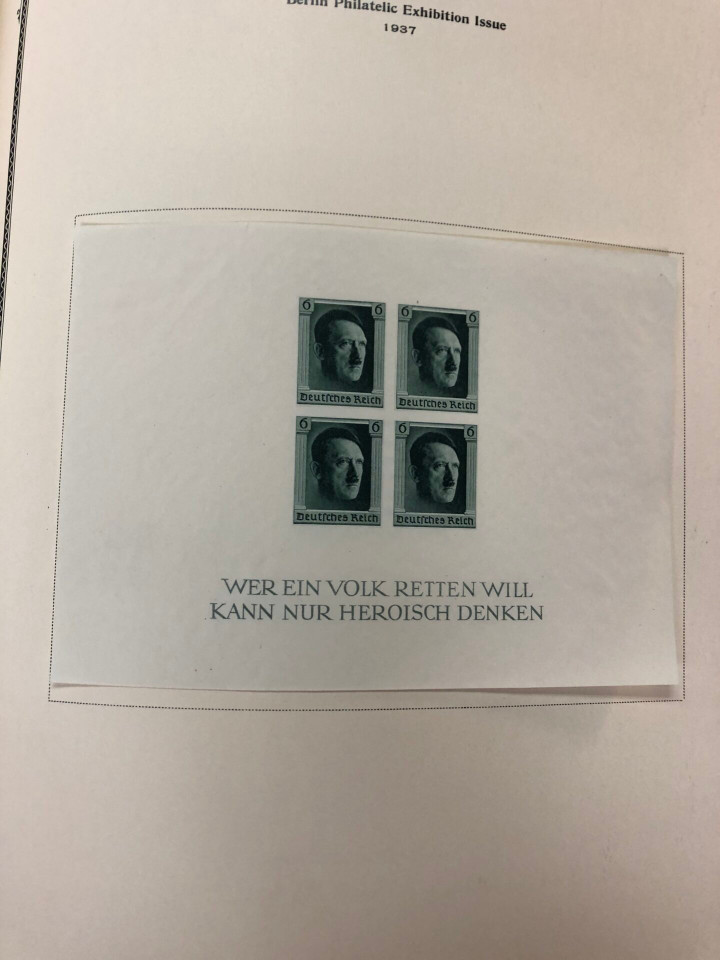 Berlin Philatelic Exhibition Issue
1937
6 6 6 6
Deutsches Reich Deutsches Reich
6 6 6 6
Deutsches Reich Deutsches Reich
WER EIN VOLK RETTEN WILL
KANN NUR HEROISCH DENKEN